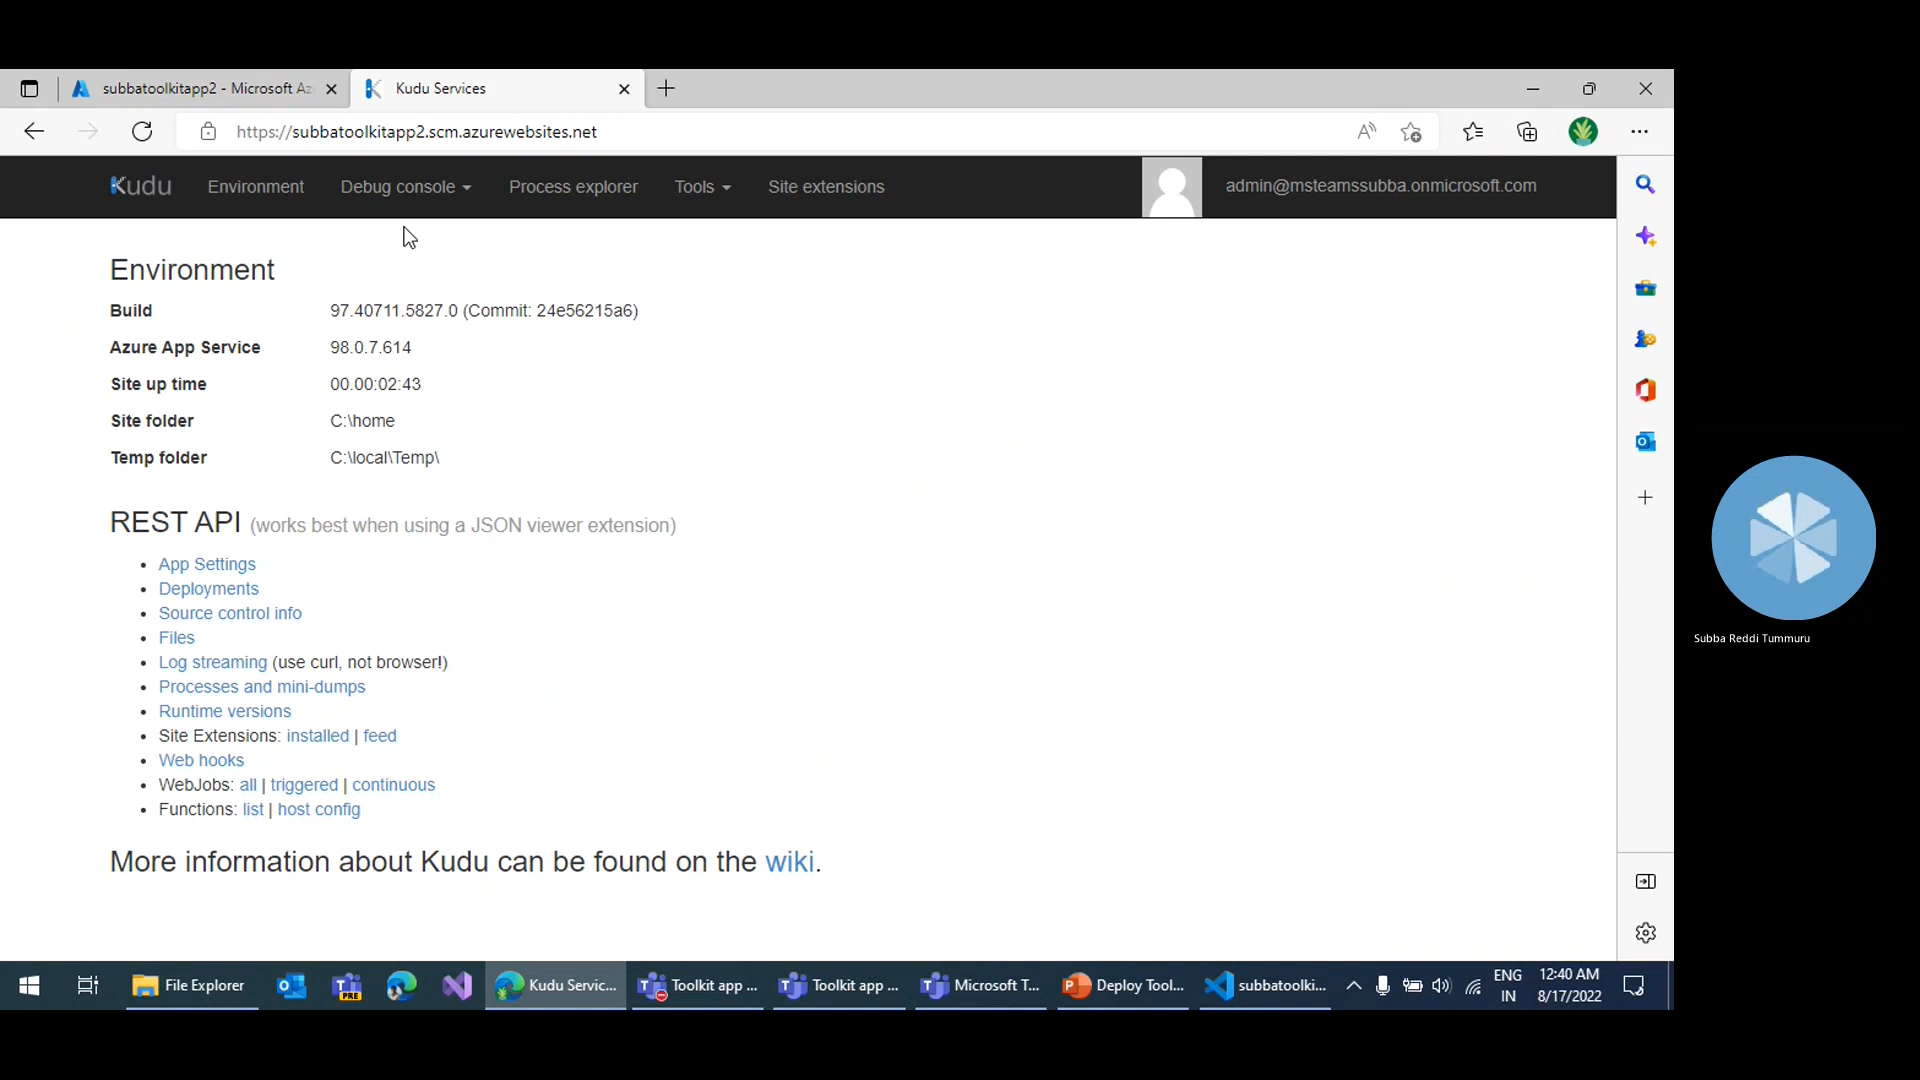 subbatoolkitapp2 - Microsoft Az
Kudu Services
https://subbatoolkitapp2.scm.azurewebsites.net
Kudu
Environment
Debug console
Process explorer
Tools
Site extensions
admin@msteamssubba.onmicrosoft.com
Environment
Build 97.40711.5827.0 (Commit: 24e56215a6)
Azure App Service 98.0.7.614
Site up time 00.00:02:43
Site folder C:\home
Temp folder C:\local\Temp\
REST API (works best when using a JSON viewer extension)
• App Settings
• Deployments
• Source control info
• Files
• Log streaming (use curl, not browser!)
• Processes and mini-dumps
• Runtime versions
• Site Extensions: installed | feed
• Web hooks
• WebJobs: all | triggered | continuous
• Functions: list | host config
More information about Kudu can be found on the wiki.
Subba Reddi Tummuru
File Explorer
PRE
Kudu Servic...
Toolkit app ...
Toolkit app ...
Microsoft T...
Deploy Tool...
subbatoolki...
ENG
IN
12:40 AM
8/17/2022